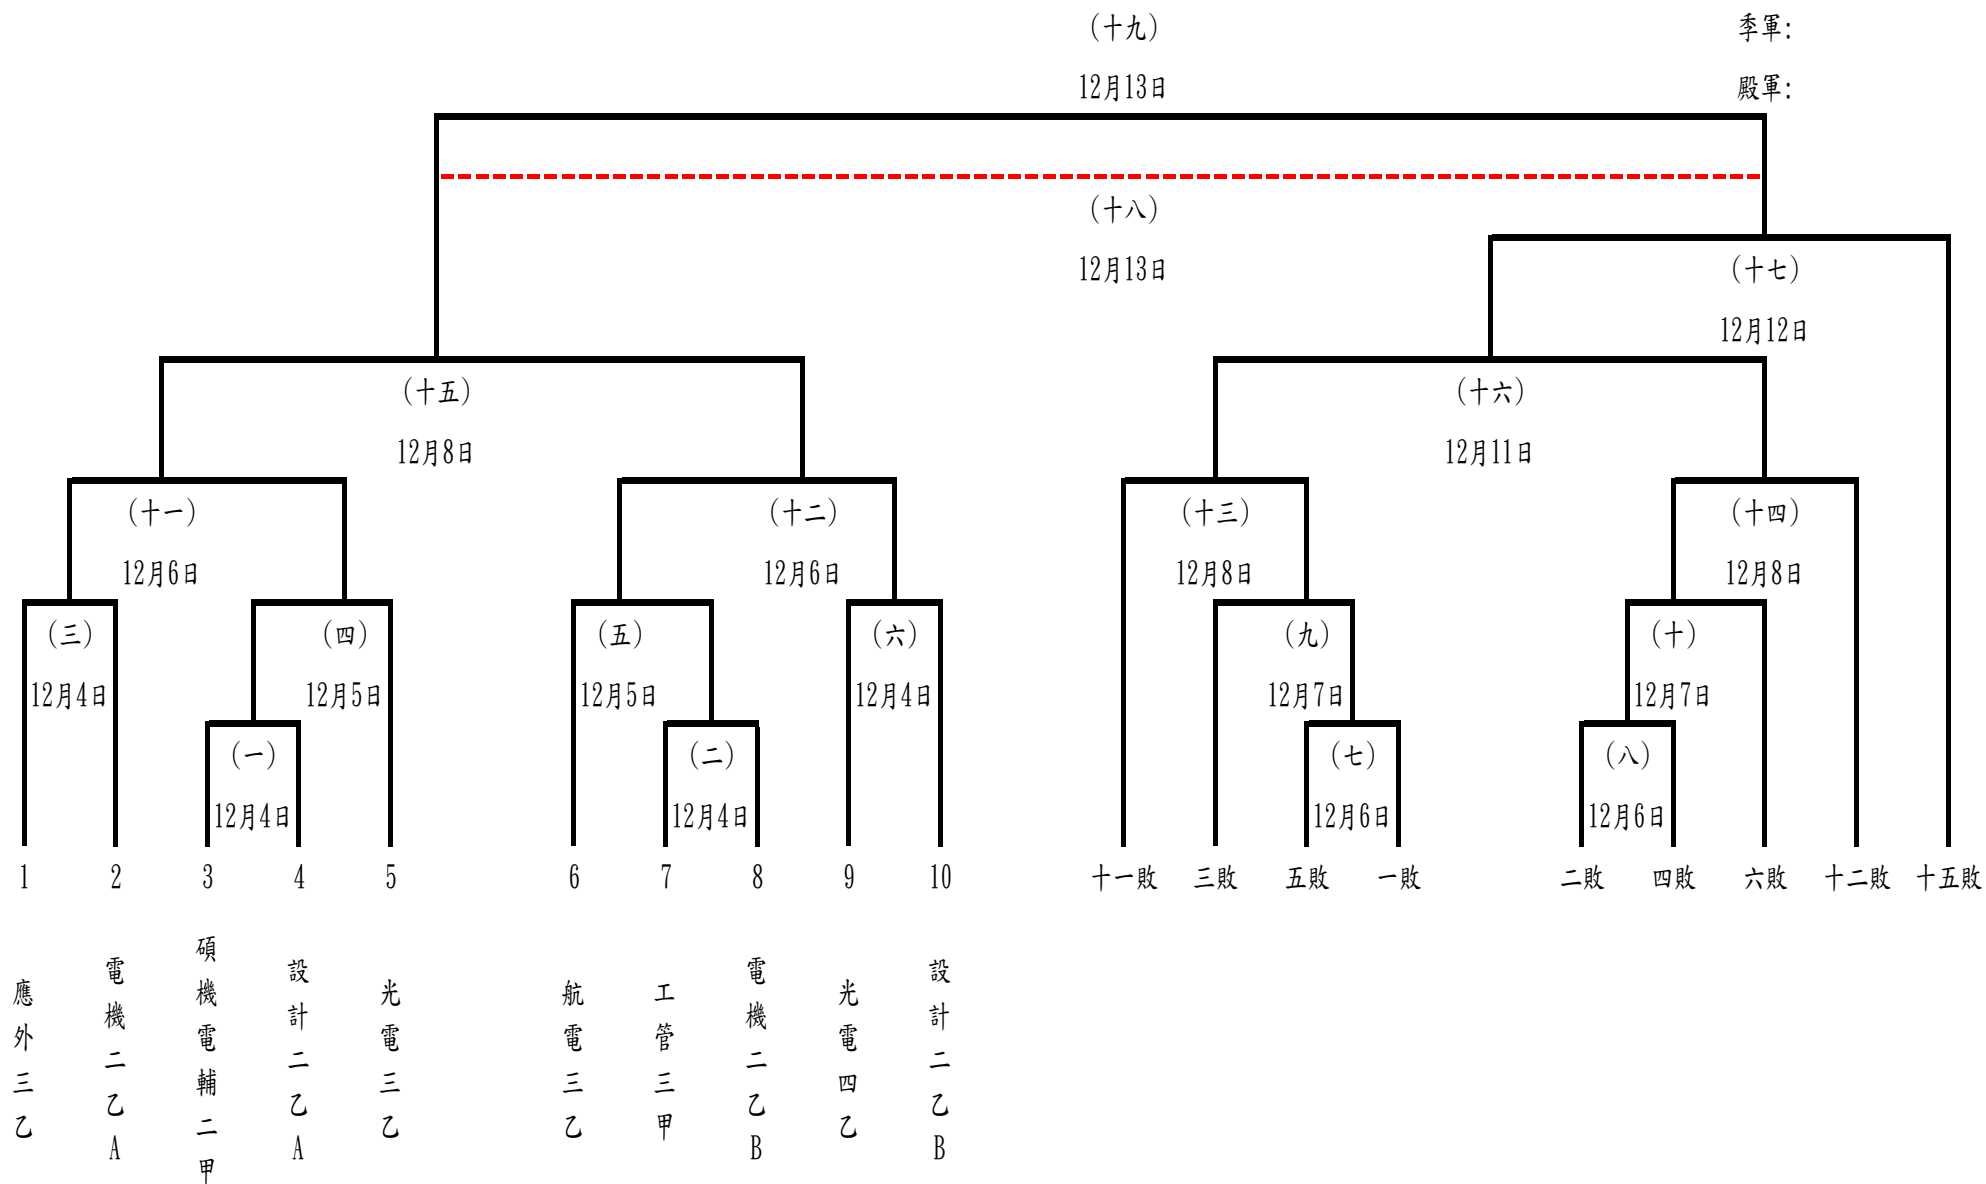 （十九）
季軍：
12月13日
殿軍：
（十八）
12月13日
（十七）
12月12日
（十五）
12月8日
（十六）
12月11日
（十一）
12月6日
（十二）
12月6日
（十三）
12月8日
（十四）
12月8日
（三）
12月4日
（四）
12月5日
（五）
12月5日
（六）
12月4日
（九）
12月7日
（十）
12月7日
（一）
12月4日
（二）
12月4日
（七）
12月6日
（八）
12月6日
1 2 3 4 5 6 7 8 9 10 十一敗 三敗 五敗 一敗 二敗 四敗 六敗 十二敗 十五敗
應外三乙
電機二乙A
碩機電輔二甲
設計二乙A
光電三乙
航電三乙
工管三甲
電機二乙B
光電四乙
設計二乙B